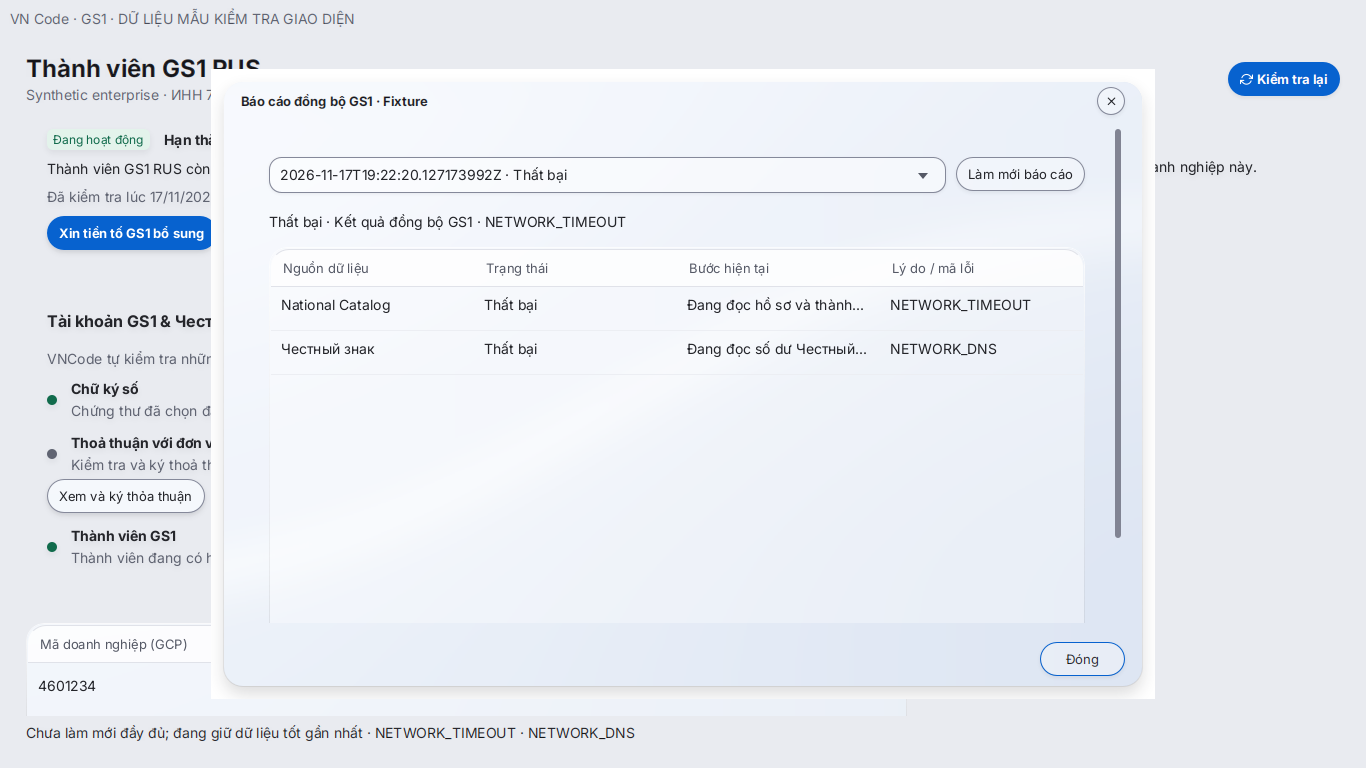 VN Code · GS1 · DỮ LIỆU MẪU KIỂM TRA GIAO DIỆN
Thành viên GS1 RUS
Synthetic enterprise · ИНН 7
Kiểm tra lại
Đang hoạt động
Thành viên GS1 RUS còn
anh nghiệp này.
Đã kiểm tra lúc 17/11/202
Xin tiền tố GS1 bổ sung
Tài khoản GS1 &
VNCode tự kiểm tra
Chữ ký số
Chứng thư đã chọn
Thoả thuận với đơn
Kiểm tra và ký thoả
Xem và ký thỏa thuận
Thành viên GS1
Thành viên đang có
Mã doanh nghiệp (GCP)
4601234
Chưa làm mới đầy đủ; đang giữ dữ liệu tốt gần nhất · NETWORK_TIMEOUT · NETWORK_DNS
Báo cáo đồng bộ GS1 · Fixture
2026-11-17T19:22:20.127173992Z · Thất bại
Làm mới báo cáo
Thất bại · Kết quả đồng bộ GS1 · NETWORK_TIMEOUT
Nguồn dữ liệu Trạng thái Bước hiện tại Lý do / mã lỗi
National Catalog Thất bại Đang đọc hồ sơ và thành... NETWORK_TIMEOUT
Честный знак Thất bại Đang đọc số dư Честный... NETWORK_DNS
Đóng